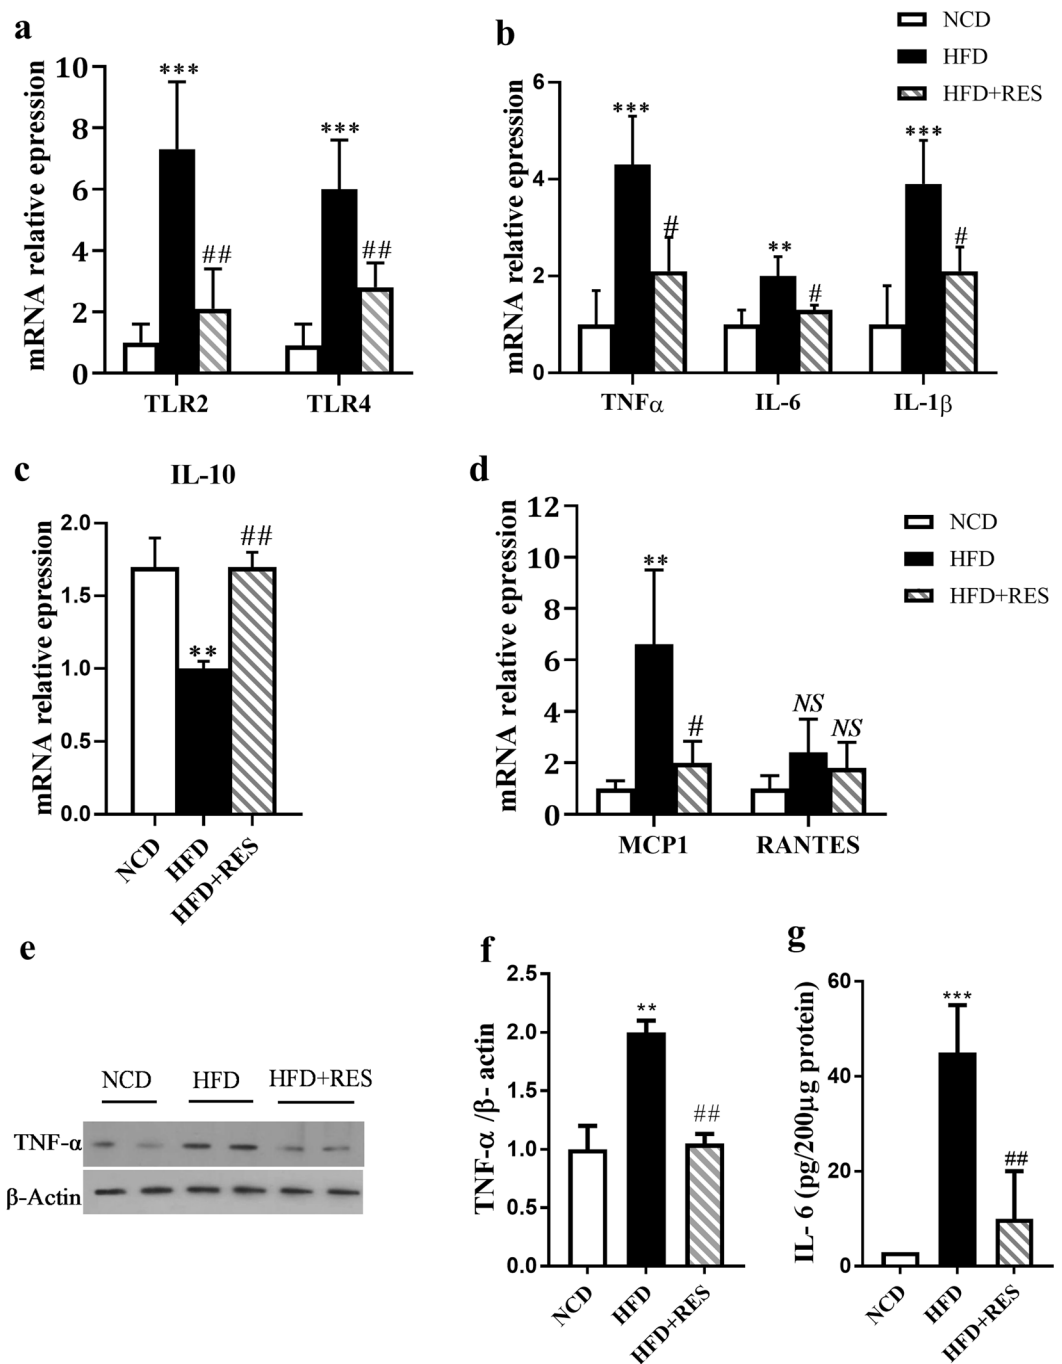 a
mRNA relative epression
10
8
6
4
2
0
***
##
***
##
TLR2
TLR4
b
NCD
HFD
HFD+RES
mRNA relative epression
6
4
2
0
***
#
**
#
***
#
TNFα
IL-6
IL-1β
c
IL-10
mRNA relative epression
2.0
1.5
1.0
0.5
0.0
**
##
NCD
HFD
HFD+RES
d
NCD
HFD
HFD+RES
mRNA relative epression
12
10
8
6
4
2
0
**
#
NS
NS
MCP1
RANTES
e
NCD
HFD
HFD+RES
TNF-α
β-Actin
f
TNF-α /β- actin
2.5
2.0
1.5
1.0
0.5
0.0
**
##
NCD
HFD
HFD+RES
g
IL- 6 (pg/200µg protein)
60
40
20
0
***
##
NCD
HFD
HFD+RES